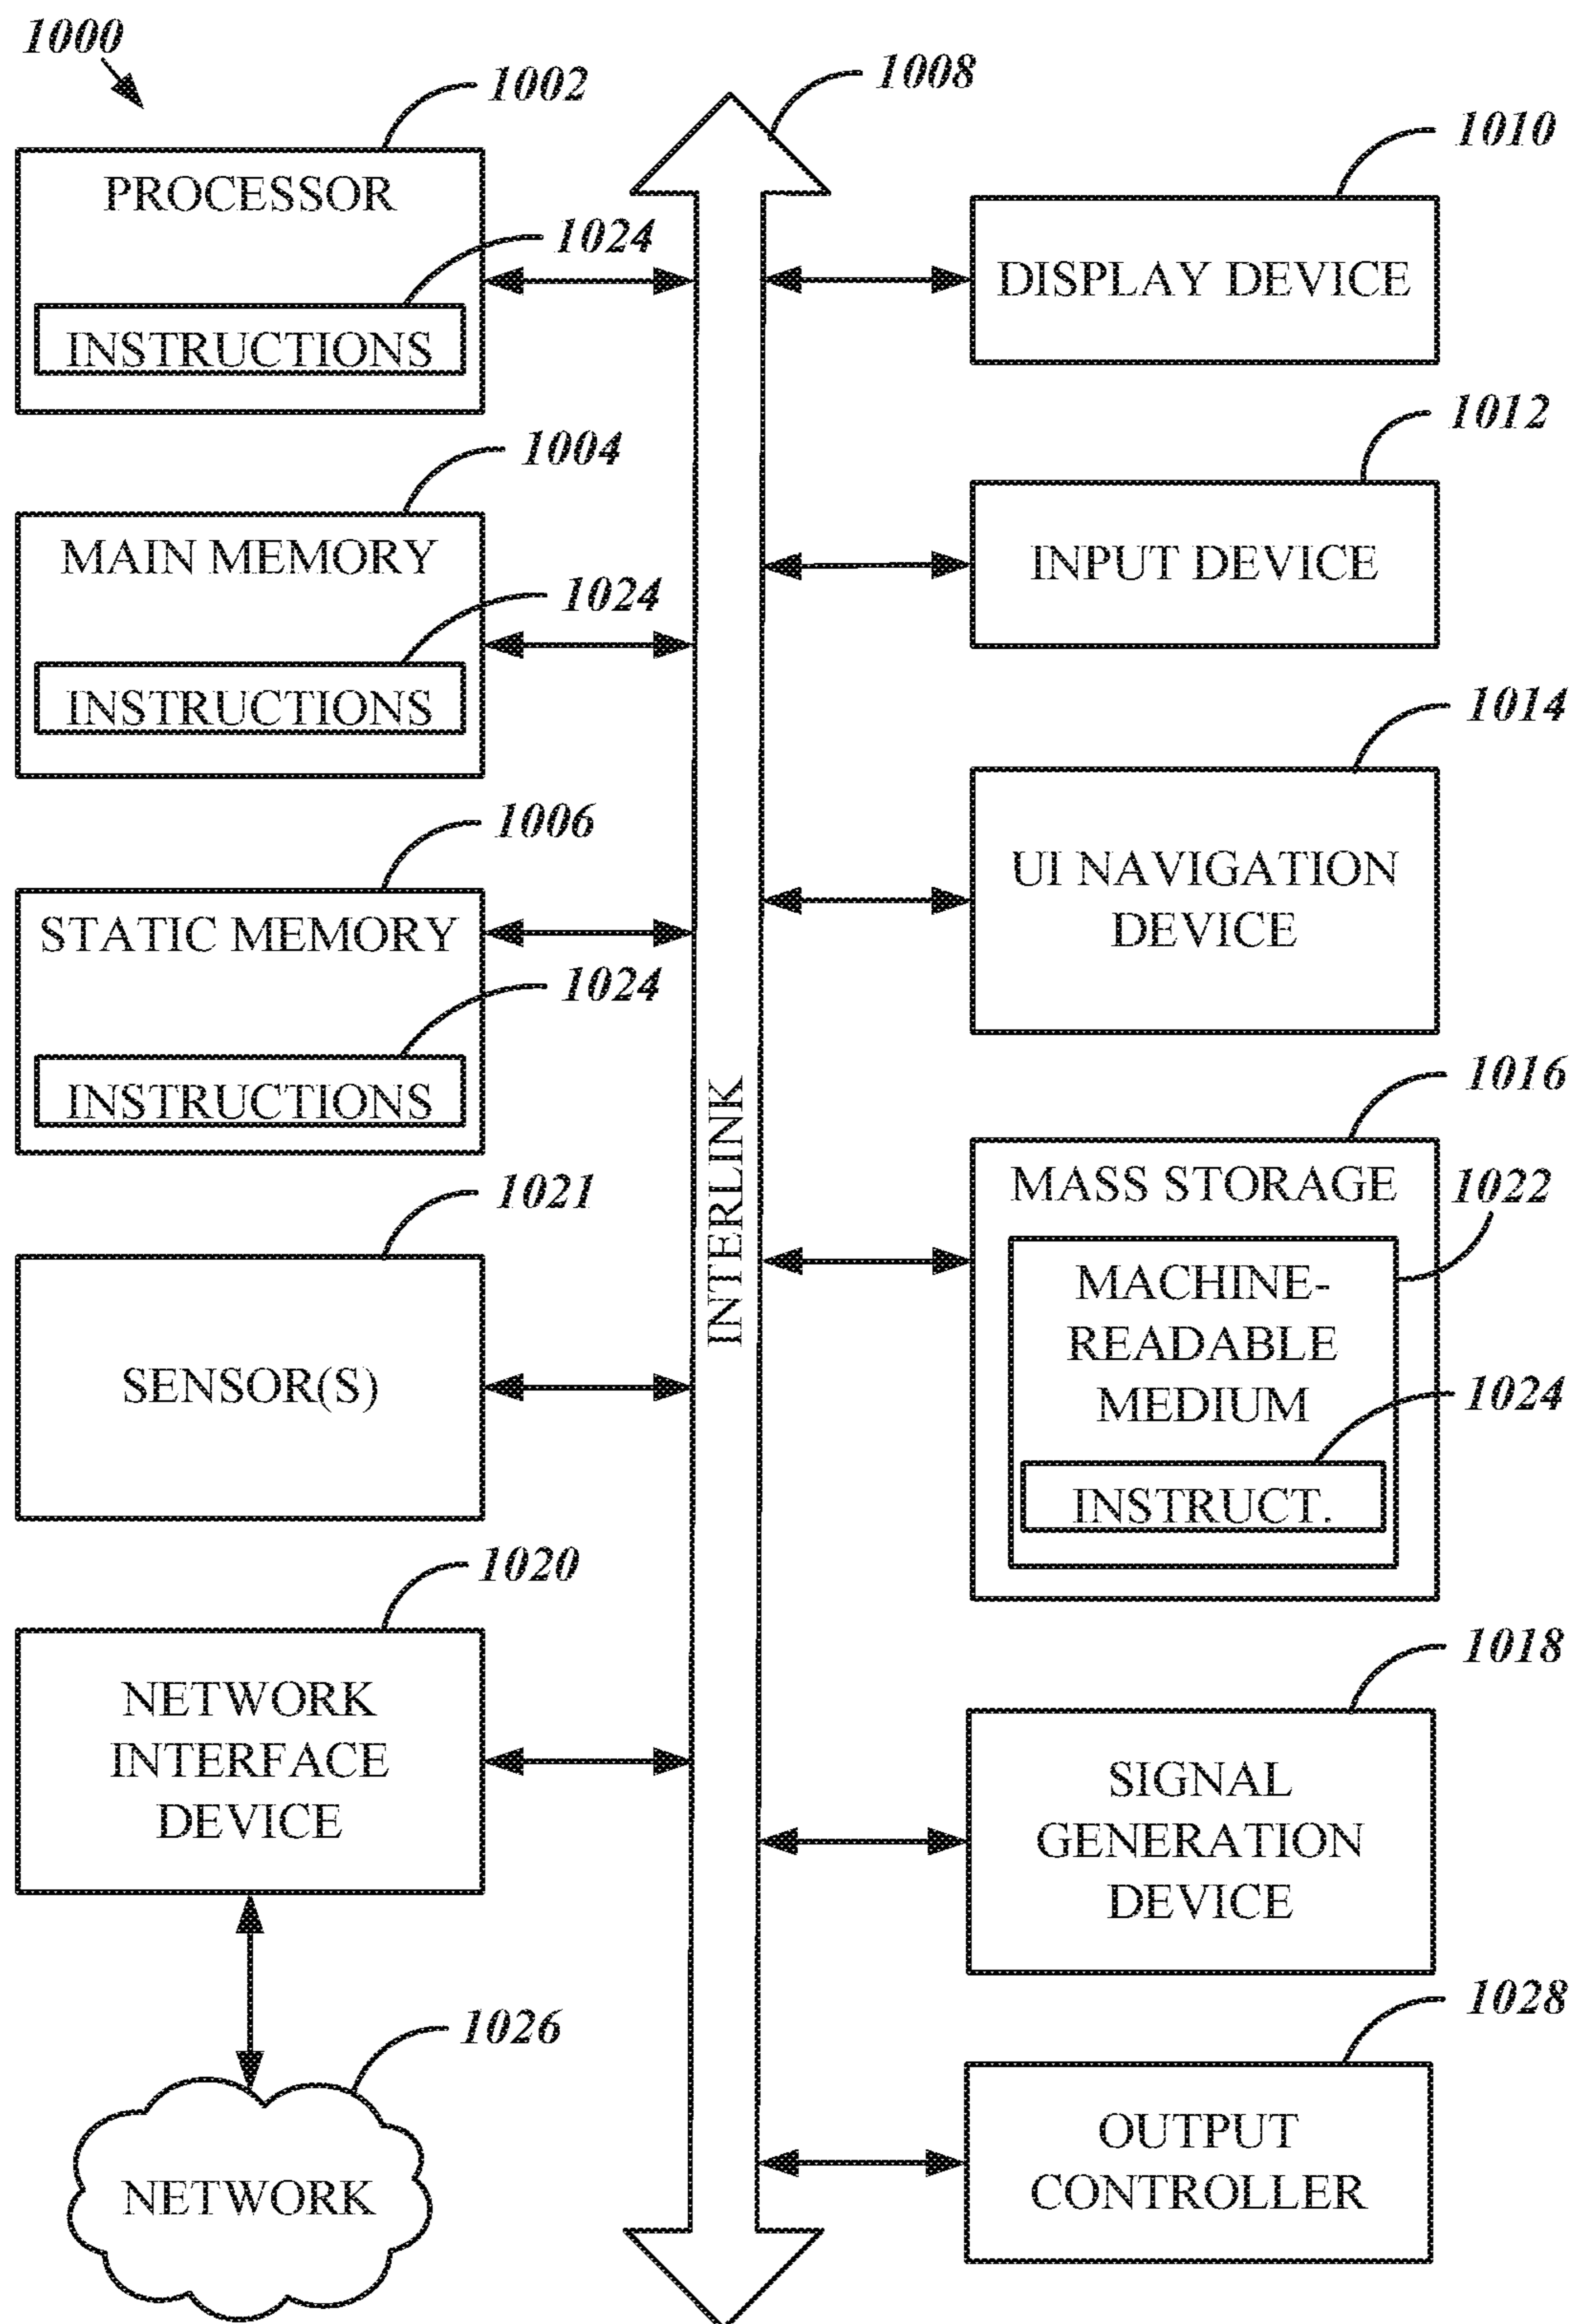 1000
1002
PROCESSOR
1024
INSTRUCTIONS
1004
MAIN MEMORY
1024
INSTRUCTIONS
1006
STATIC MEMORY
1024
INSTRUCTIONS
1021
SENSOR(S)
1020
NETWORK
INTERFACE
DEVICE
1026
NETWORK
1008
INTERLINK
1010
DISPLAY DEVICE
1012
INPUT DEVICE
1014
UI NAVIGATION
DEVICE
1016
MASS STORAGE
1022
MACHINE-
READABLE
MEDIUM
1024
INSTRUCT.
1018
SIGNAL
GENERATION
DEVICE
1028
OUTPUT
CONTROLLER